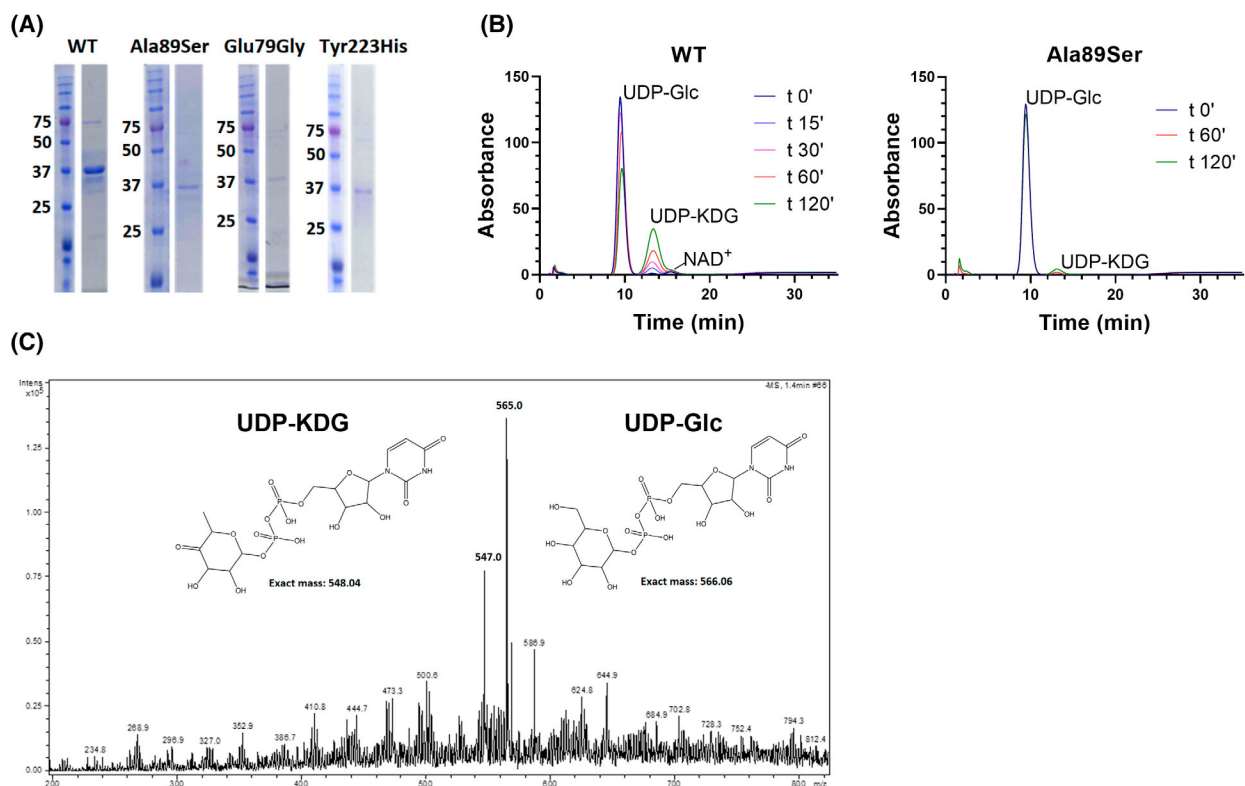 (A)
WT
Ala89Ser
Glu79Gly
Tyr223His
75
50
37
25
75
50
37
25
75
50
37
25
75
50
37
25
(B)
WT
150
100
50
0
Absorbance
0
10
20
30
Time (min)
UDP-Glc
UDP-KDG
NAD+
t 0'
t 15'
t 30'
t 60'
t 120'
Ala89Ser
150
100
50
0
Absorbance
0
10
20
30
Time (min)
UDP-Glc
UDP-KDG
t 0'
t 60'
t 120'
(C)
Intens
x10⁵
-MS, 1.4min #66
1.25
1.00
0.75
0.50
0.25
0.00
UDP-KDG
O
P
OH
O
N
NH
HO
Exact mass: 548.04
UDP-Glc
HO
O
P
OH
N
NH
Exact mass: 566.06
565.0
547.0
234.8
268.9
296.9
327.0
352.9
386.7
410.8
444.7
473.3
500.6
586.9
624.8
644.9
684.9
702.8
728.3
752.4
794.3
812.4
200
300
400
500
600
700
800
m/z